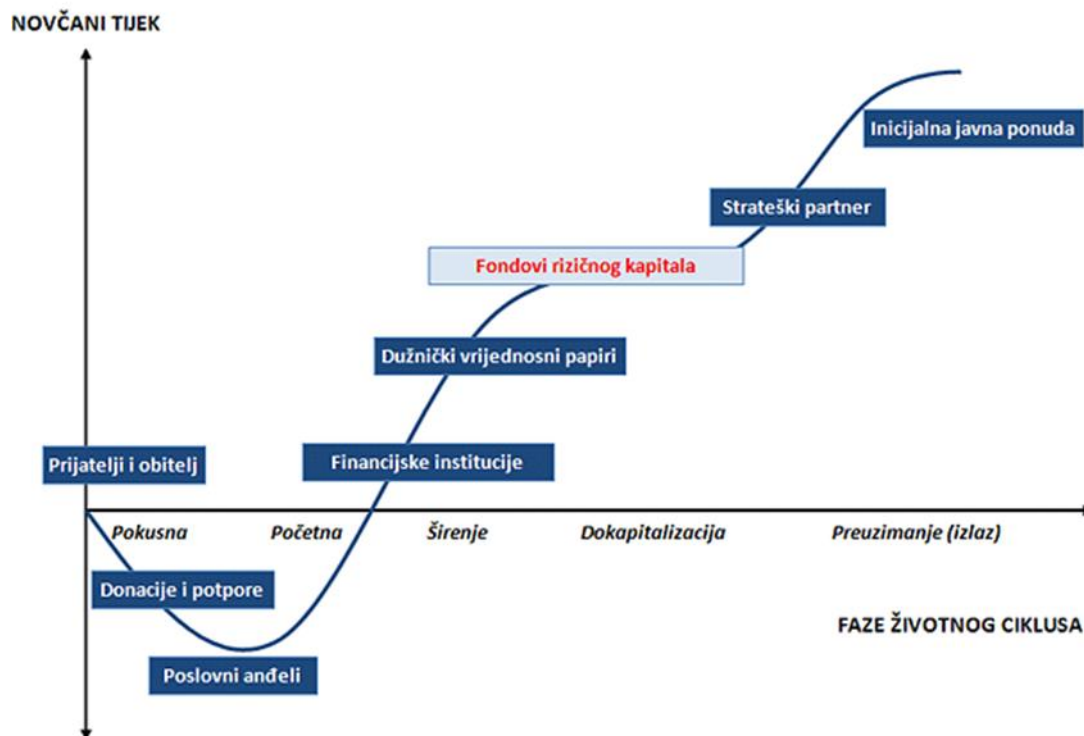 NOVČANI TIJEK
Inicijalna javna ponuda
Strateški partner
Fondovi rizičnog kapitala
Dužnički vrijednosni papiri
Prijatelji i obitelj
Financijske institucije
Pokusna
Početna
Širenje
Dokapitalizacija
Preuzimanje (izlaz)
Donacije i potpore
FAZE ŽIVOTNOG CIKLUSA
Poslovni anđeli